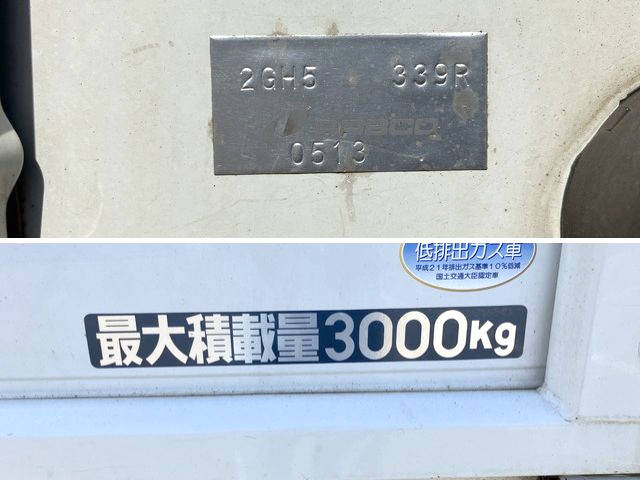 2GH5 339R
0513
低排出ガス車
平成21年排出ガス基準10%低減
国土交通大臣認定車
最大積載量3000Kg